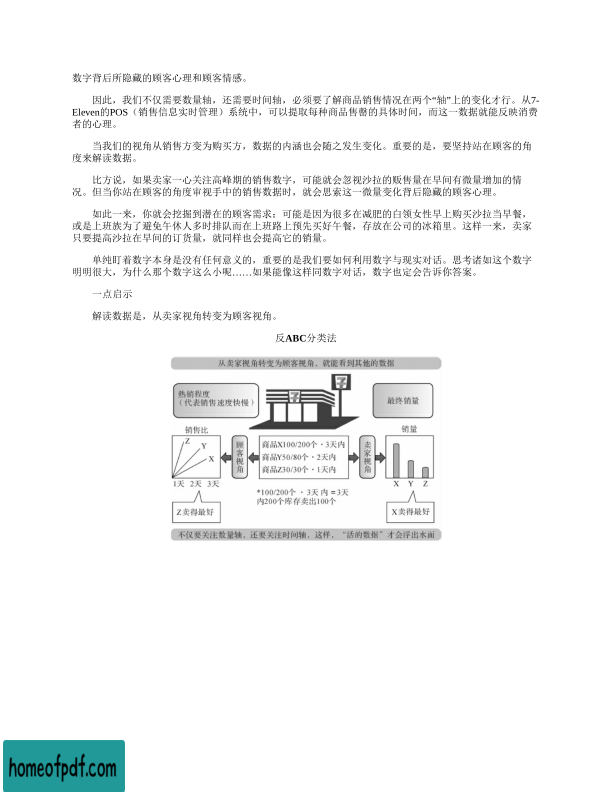 数字背后所隐藏的顾客心理和顾客情感。
因此，我们不仅需要数量轴，还需要时间轴，必须要了解商品销售情况在两个“轴”上的变化才行。从7-
Eleven的POS（销售信息实时管理）系统中，可以提取每种商品售罄的具体时间，而这一数据就能反映消费
者的心理。
当我们的视角从销售方变为购买方，数据的内涵也会随之发生变化。重要的是，要坚持站在顾客的角
度来解读数据。
比方说，如果卖家一心关注高峰期的销售数字，可能就会忽视沙拉的贩售量在早间有微量增加的情
况。但当你站在顾客的角度审视手中的销售数据时，就会思索这一微量变化背后隐藏的顾客心理。
如此一来，你就会挖掘到潜在的顾客需求：可能是因为很多在减肥的白领女性早上购买沙拉当早餐，
或是上班族为了避免午休人多时排队而在上班路上预先买好午餐，存放在公司的冰箱里。这样一来，卖家
只要提高沙拉在早间的订货量，就同样也会提高它的销量。
单纯盯着数字本身是没有任何意义的，重要的是我们要如何利用数字与现实对话。思考诸如这个数字
明明很大，为什么那个数字这么小呢……如果能像这样同数字对话，数字也定会告诉你答案。
一点启示
解读数据是，从卖家视角转变为顾客视角。
反ABC分类法
从卖家视角转变为顾客视角，就能看到其他的数据
热销程度
（代表销售速度快慢）
7
7
最终销量
销售比
Z
Y
X
1天 2天 3天
Z卖得最好
顾客视角
商品X100/200个·3天内
商品Y50/80个·2天内
商品Z30/30个·1天内
*100/200个·3天内=3天
内200个库存卖出100个
卖家视角
销量
X Y Z
X卖得最好
不仅要关注数量轴，还要关注时间轴，这样，“活的数据”才会浮出水面
homeofpdf.com